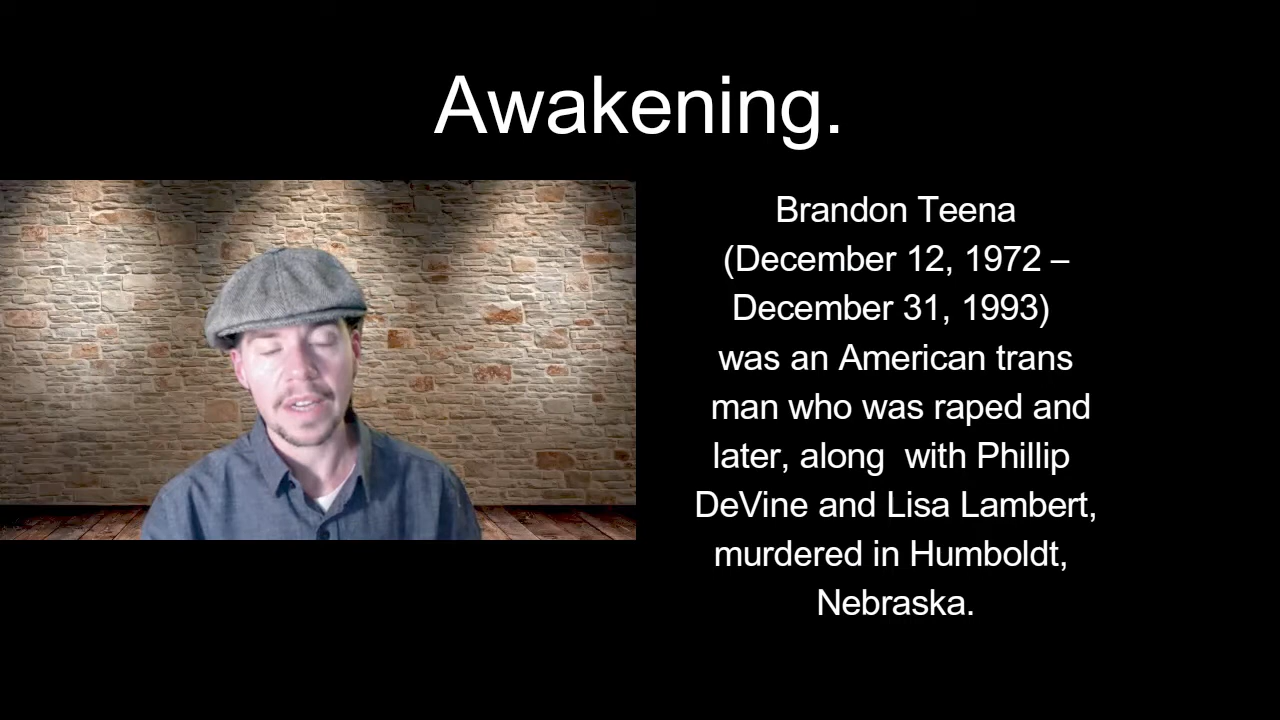 Awakening.
Brandon Teena
(December 12, 1972 –
December 31, 1993)
was an American trans
man who was raped and
later, along  with Phillip
DeVine and Lisa Lambert,
murdered in Humboldt,
Nebraska.